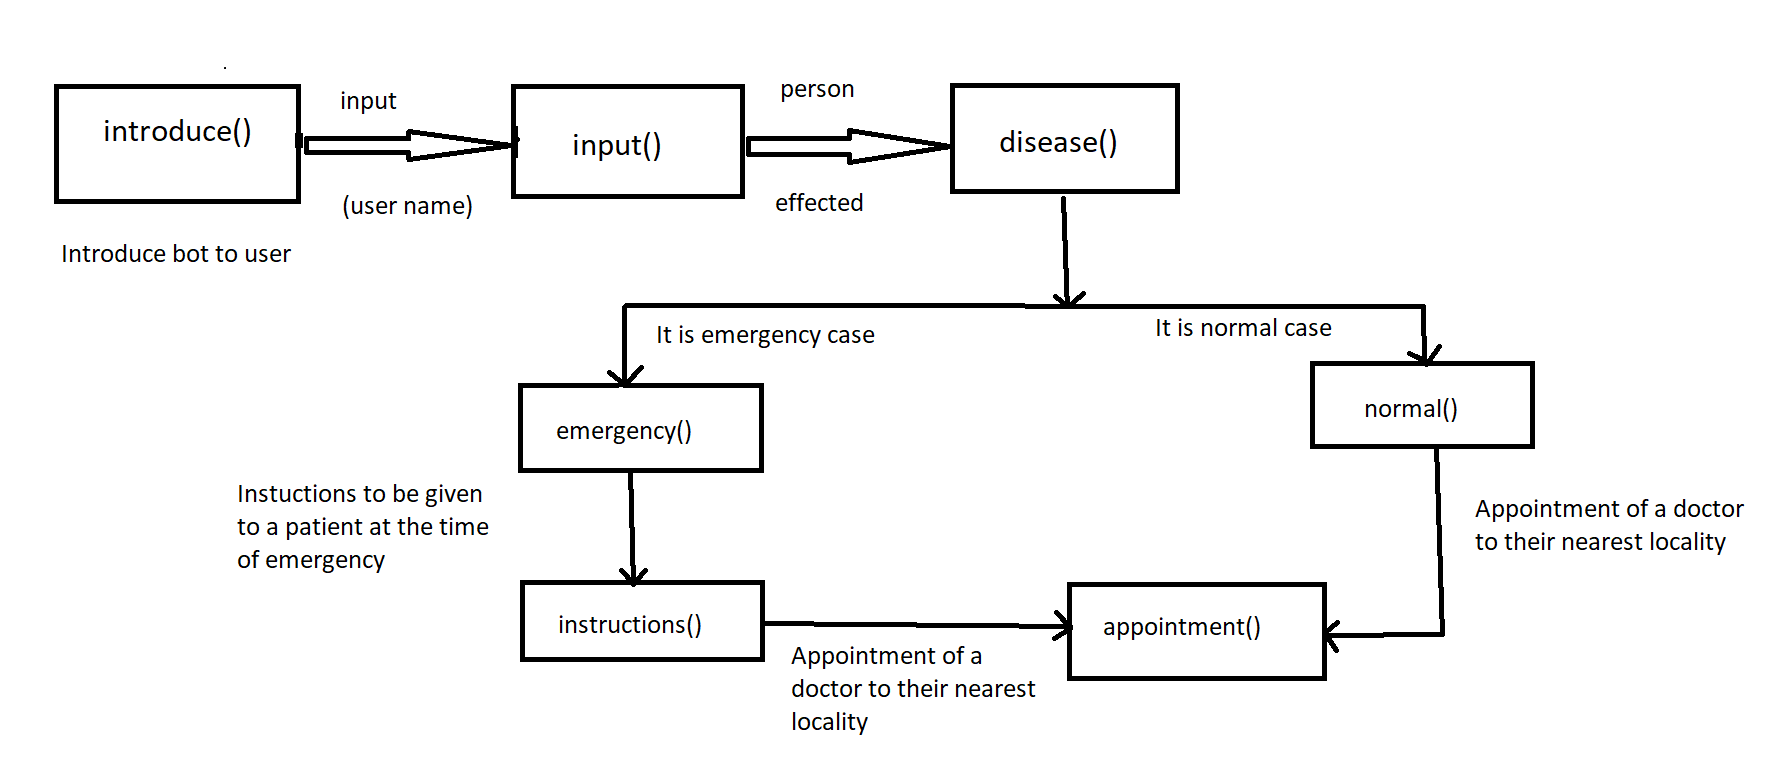 introduce()
input
(user name)
input()
person
effected
disease()
Introduce bot to user
It is emergency case
It is normal case
emergency()
normal()
Instuctions to be given
to a patient at the time
of emergency
Appointment of a doctor
to their nearest locality
instructions()
appointment()
Appointment of a
doctor to their nearest
locality